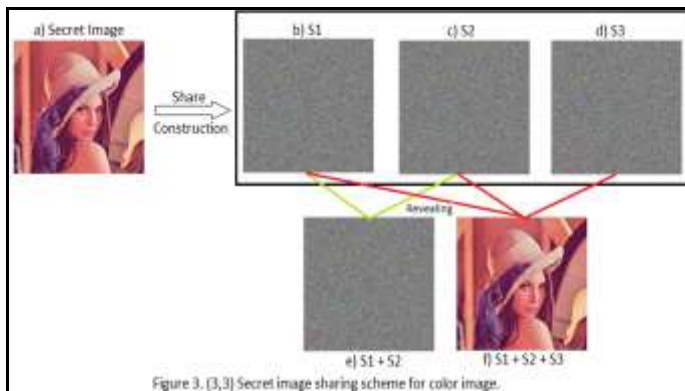 a) Secret Image
b) S1
c) S2
d) S3
Share
Construction
Revealing
e) S1 + S2
f) S1 + S2 + S3
Figure 3. (3,3) Secret image sharing scheme for color image.